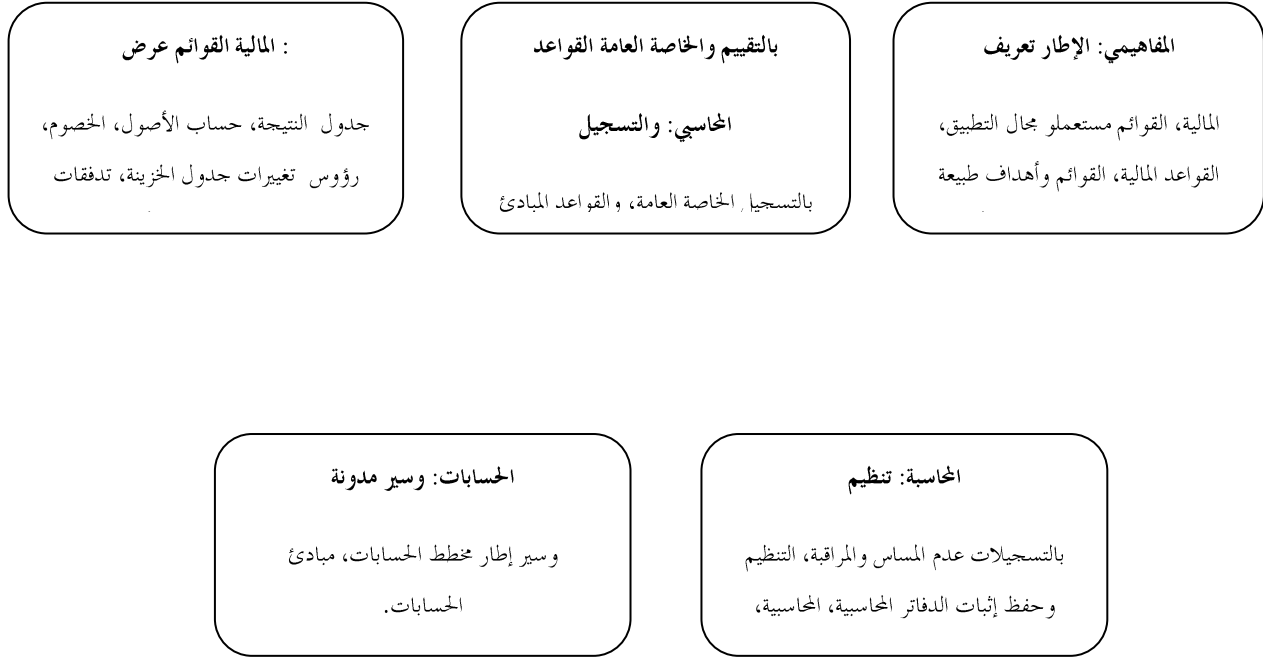 المفاهيمي: الإطار تعريف
المالية، القوائم مستعملو مجال التطبيق،
القواعد المالية، القوائم وأهداف طبيعة
بالتقييم والخاصة العامة القواعد
المحاسبي: والتسجيل
بالتسجيل الخاصة العامة، والقواعد المبادئ
: المالية القوائم عرض
جدول النتيجة، حساب الأصول، الخصوم،
رؤوس تغييرات جدول الخزينة، تدفقات
المحاسبة: تنظيم
بالتسجيلات عدم المساس والمراقبة، التنظيم
وحفظ إثبات الدفاتر المحاسبية، المحاسبية،
الحسابات: وسير مدونة
وسير إطار مخطط الحسابات، مبادئ
الحسابات.